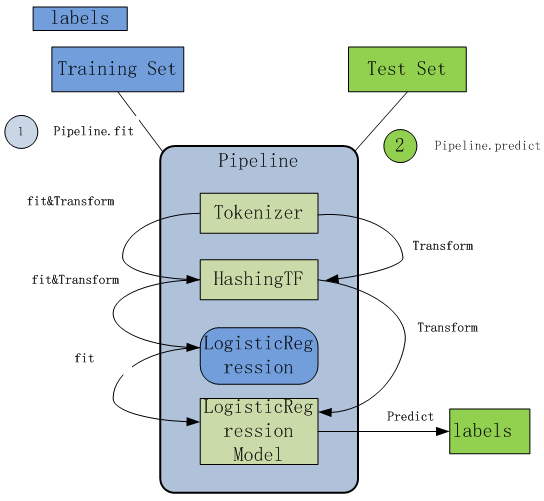 labels
Training Set
Test Set
1
Pipeline.fit
2
Pipeline.predict
Pipeline
fit&Transform
Tokenizer
Transform
fit&Transform
HashingTF
Transform
fit
LogisticReg
ression
LogisticReg
ression
Model
Predict
labels